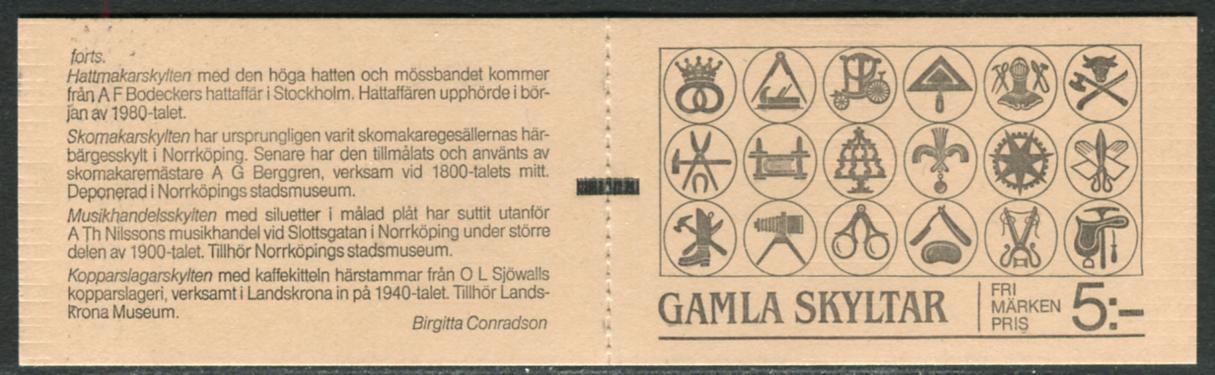 forts.
Hattmakarskylten med den höga hatten och mössbandet kommer
från A F Bodeckers hattaffär i Stockholm. Hattaffären upphörde i bör-
jan av 1980-talet.
Skomakarskylten har ursprungligen varit skomakaregesällernas här-
bärgesskylt i Norrköping. Senare har den tillmålats och använts av
skomakaremästare A G Berggren, verksam vid 1800-talets mitt.
Deponerad i Norrköpings stadsmuseum.
Musikhandelsskylten med siluetter i målad plåt har suttit utanför
A Th Nilssons musikhandel vid Slottsgatan i Norrköping under större
delen av 1900-talet. Tillhör Norrköpings stadsmuseum.
Kopparslagarskylten med kaffekitteln härstammar från O L Sjöwalls
kopparslageri, verksamt i Landskrona in på 1940-talet. Tillhör Lands-
krona Museum.
Birgitta Conradson
GAMLA SKYLTAR
FRI
MÄRKEN
PRIS
5:-